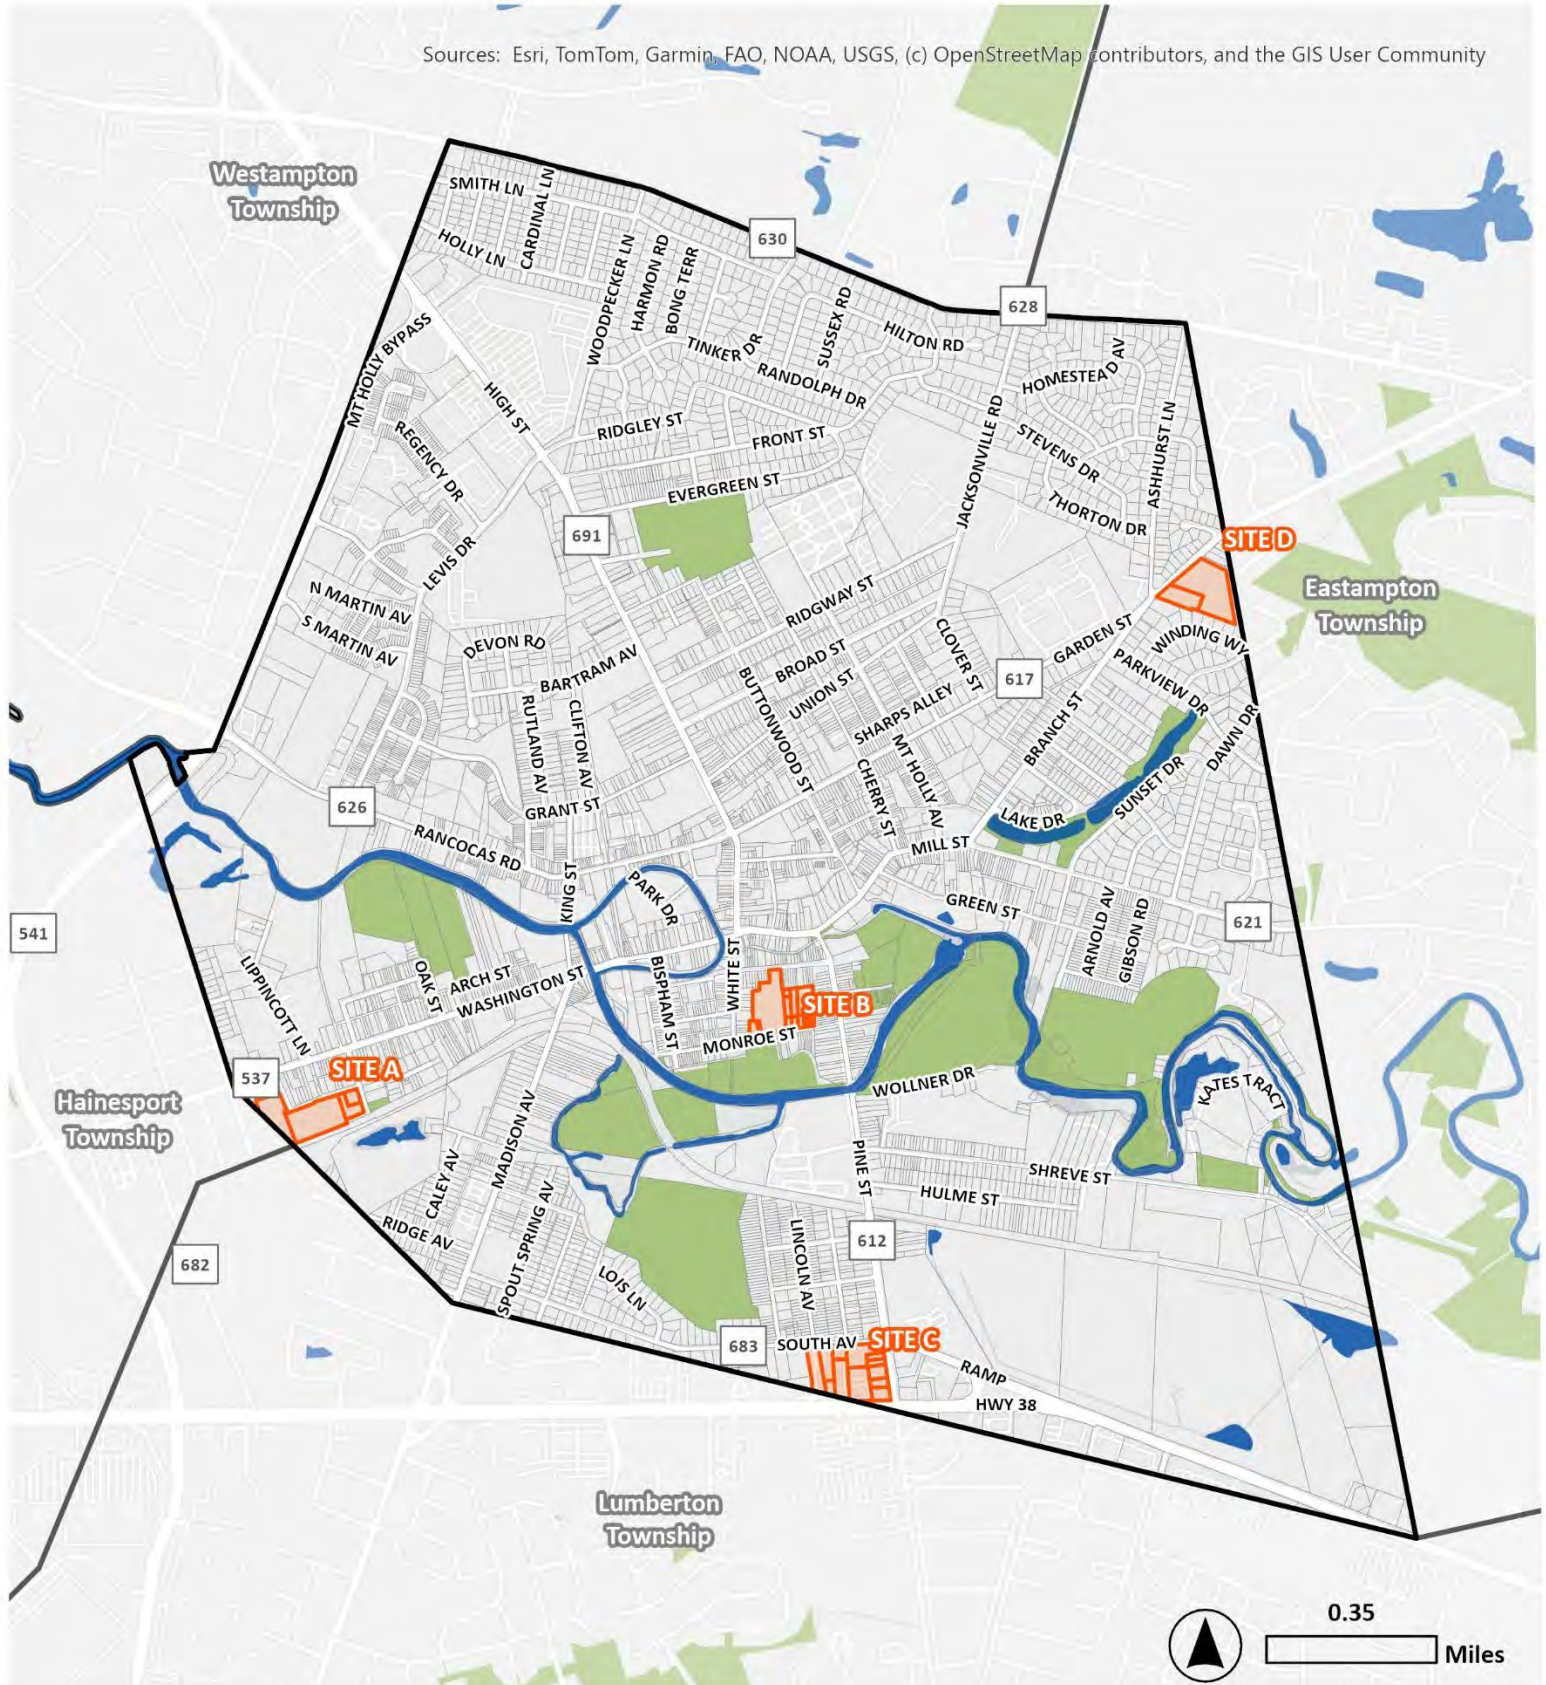 Sources: Esri, TomTom, Garmin, FAO, NOAA, USGS, (c) OpenStreetMap contributors, and the GIS User Community
Westampton
Township
SMITH LN
CARDINAL LN
HOLLY LN
630
WOODPECKER LN
HARMON RD
BONG TERR
628
SUSSEX RD
HILTON RD
MT HOLLY BYPASS
TINKER DR
HOMESTEAD AV
RANDOLPH DR
HIGH ST
JACKSONVILLE RD
ASHHURST LN
RIDGLEY ST
FRONT ST
STEVENS DR
REGENCY DR
EVERGREEN ST
THORTON DR
691
SITE D
LEVIS DR
Eastampton
Township
N MARTIN AV
RIDGWAY ST
S MARTIN AV
DEVON RD
CLOVER ST
GARDEN ST
WINDING WY
BROAD ST
BARTRAM AV
617
PARKVIEW DR
BUTTONWOOD ST
UNION ST
SHARPS ALLEY
RUTLAND AV
CLIFTON AV
BRANCH ST
DAWN DR
MT HOLLY AV
CHERRY ST
SUNSET DR
626
GRANT ST
LAKE DR
RANCOCAS RD
MILL ST
KING ST
PARK DR
GREEN ST
ARNOLD AV
GIBSON RD
621
541
WHITE ST
BISPHAM ST
LIPPINCOTT LN
OAK ST
ARCH ST
WASHINGTON ST
SITE B
MONROE ST
537
SITE A
WOLLNER DR
KATES TRACT
Hainesport
Township
MADISON AV
PINE ST
CALEY AV
SHREVE ST
HULME ST
RIDGE AV
SPOUT SPRING AV
612
682
LINCOLN AV
LOIS LN
683
SOUTH AV
SITE C
RAMP
HWY 38
Lumberton
Township
0.35
Miles